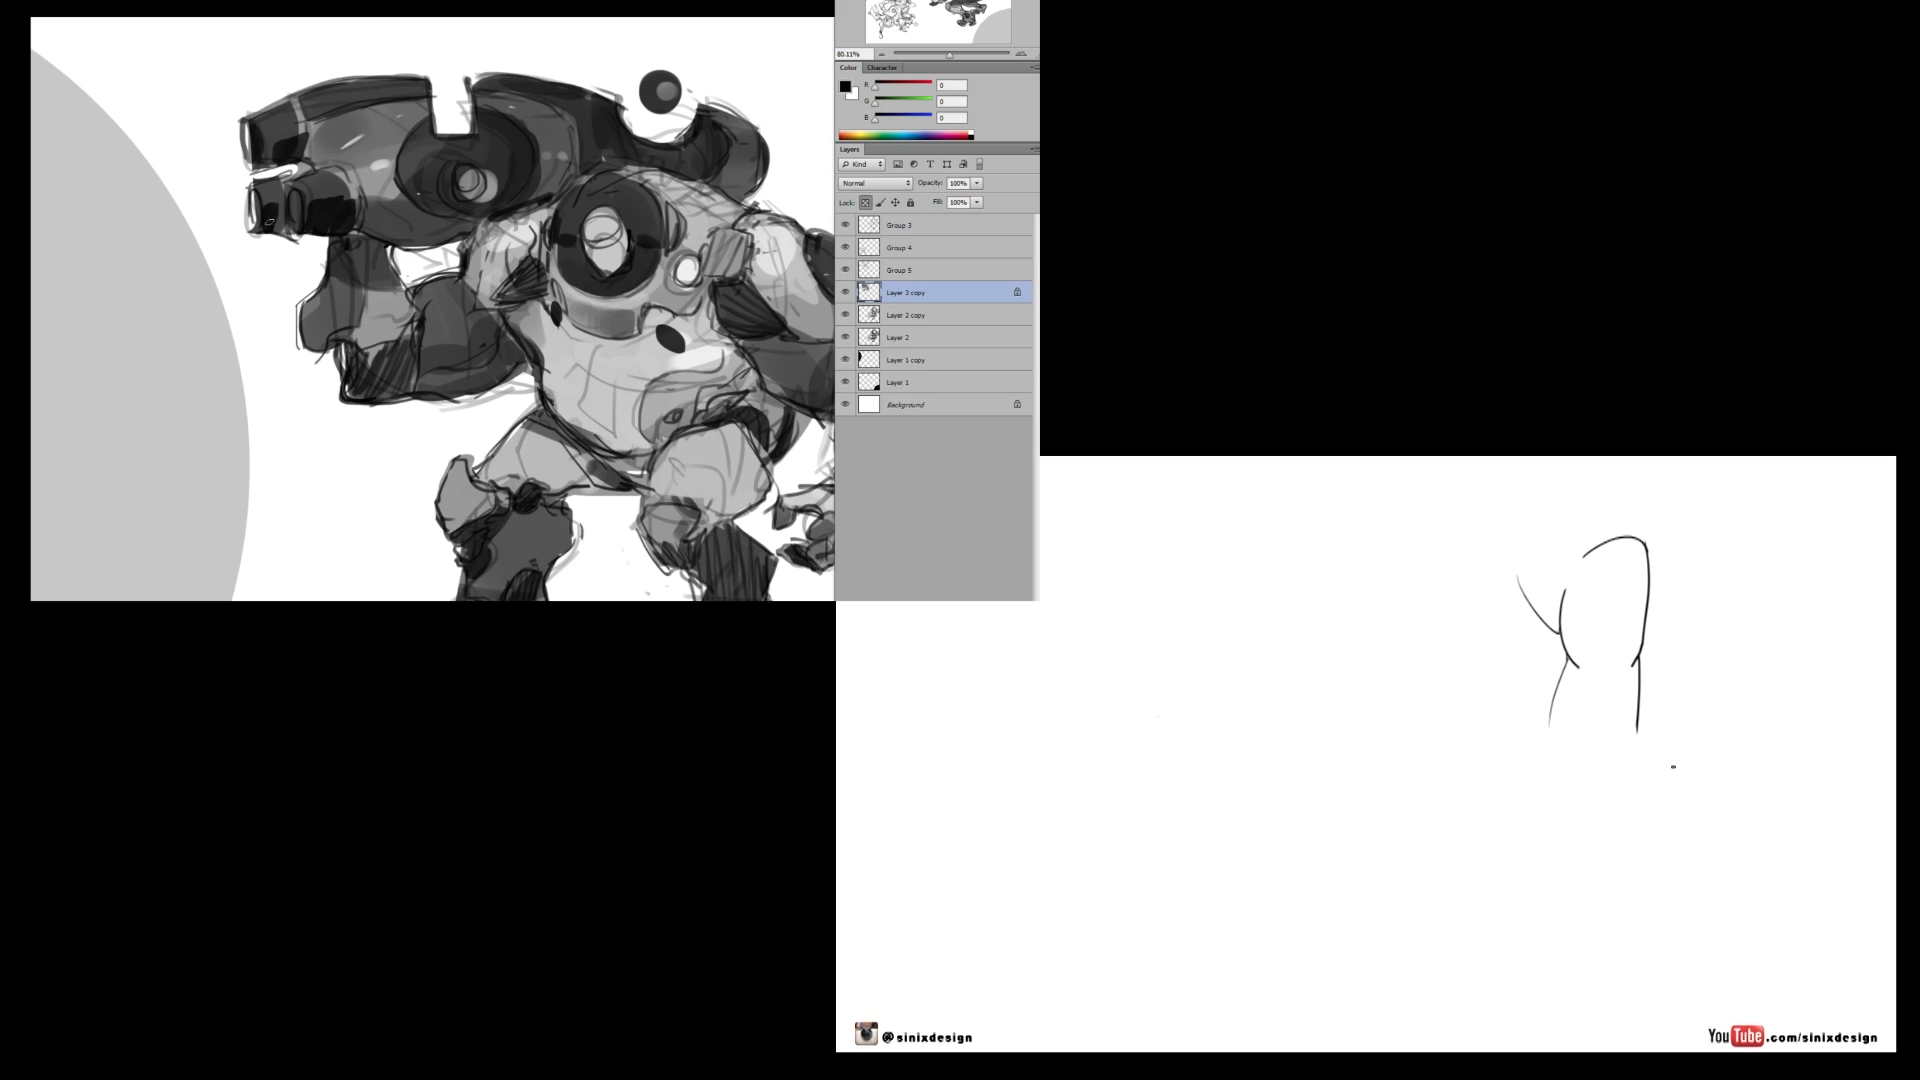 80.11%
Color Character
R 0
G 0
B 0
Layers
Kind
Normal Opacity: 100%
Lock: Fill: 100%
Group 3
Group 4
Group 5
Layer 3 copy
Layer 2 copy
Layer 2
Layer 1 copy
Layer 1
Background
@sinixdesign
YouTube.com/sinixdesign